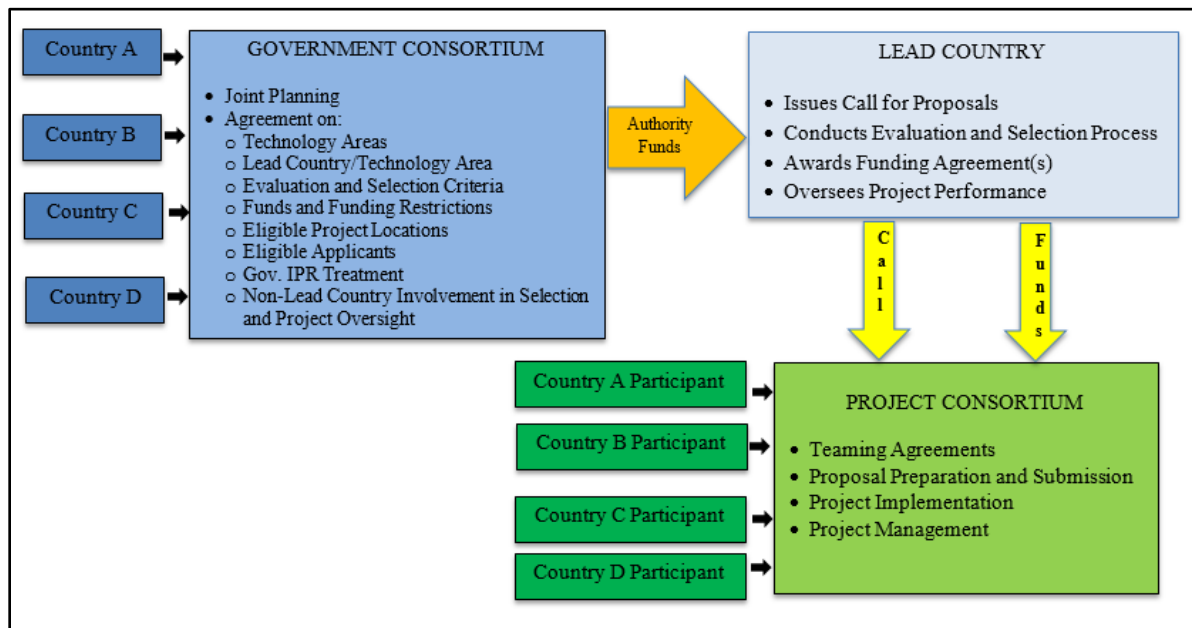 Country A
Country B
Country C
Country D
GOVERNMENT CONSORTIUM
• Joint Planning
• Agreement on:
o Technology Areas
o Lead Country/Technology Area
o Evaluation and Selection Criteria
o Funds and Funding Restrictions
o Eligible Project Locations
o Eligible Applicants
o Gov. IPR Treatment
o Non-Lead Country Involvement in Selection
and Project Oversight
Authority
Funds
LEAD COUNTRY
• Issues Call for Proposals
• Conducts Evaluation and Selection Process
• Awards Funding Agreement(s)
• Oversees Project Performance
Call
Funds
Country A Participant
Country B Participant
Country C Participant
Country D Participant
PROJECT CONSORTIUM
• Teaming Agreements
• Proposal Preparation and Submission
• Project Implementation
• Project Management